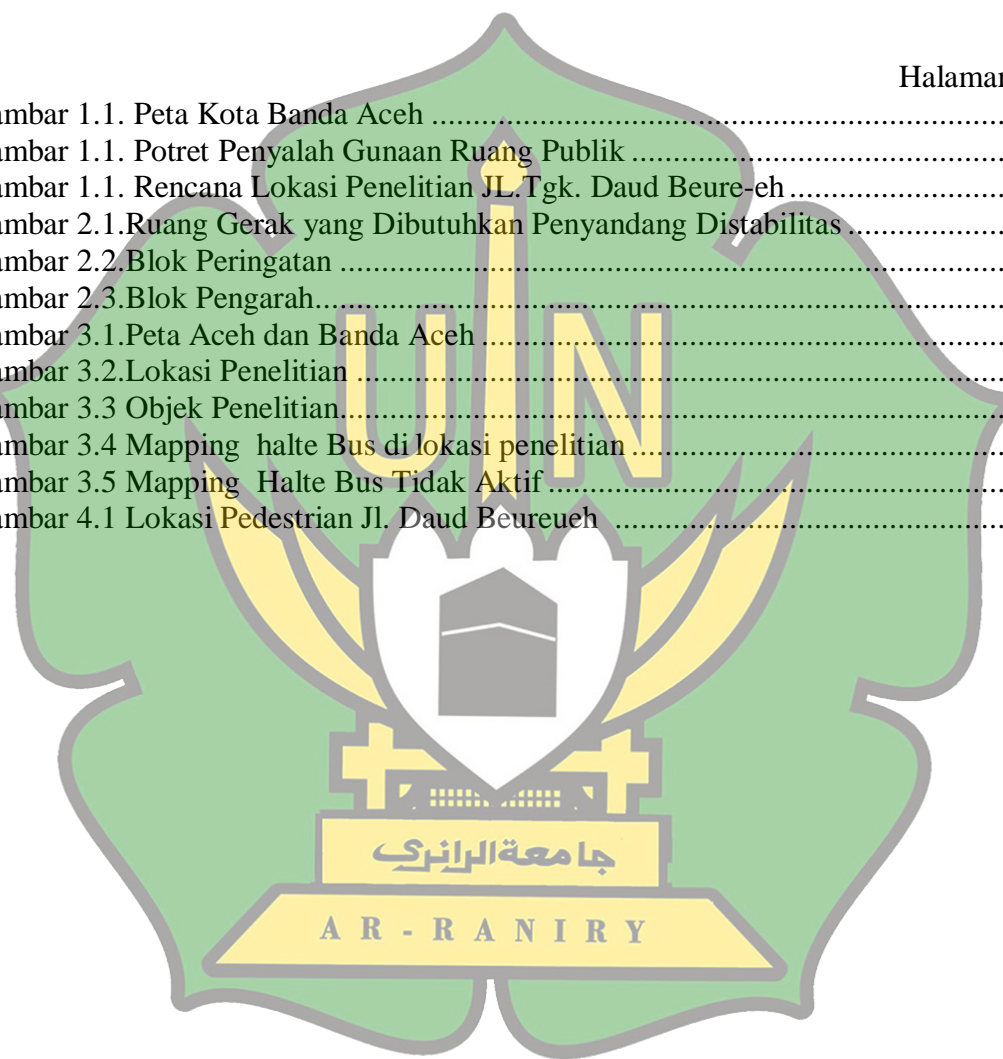 Halaman
ambar 1.1. Peta Kota Banda Aceh ..........
ambar 1.1. Potret Penyalah Gunaan Ruang Publik ..........
ambar 1.1. Rencana Lokasi Penelitian JL.Tgk. Daud Beure-eh ..........
ambar 2.1.Ruang Gerak yang Dibutuhkan Penyandang Distabilitas ..........
ambar 2.2.Blok Peringatan ..........
ambar 2.3.Blok Pengarah..........
ambar 3.1.Peta Aceh dan Banda Aceh ..........
ambar 3.2.Lokasi Penelitian ..........
ambar 3.3 Objek Penelitian..........
ambar 3.4 Mapping halte Bus di lokasi penelitian ..........
ambar 3.5 Mapping Halte Bus Tidak Aktif ..........
ambar 4.1 Lokasi Pedestrian Jl. Daud Beureueh ..........
UIN
جامعة الرانري
AR-RANIRY